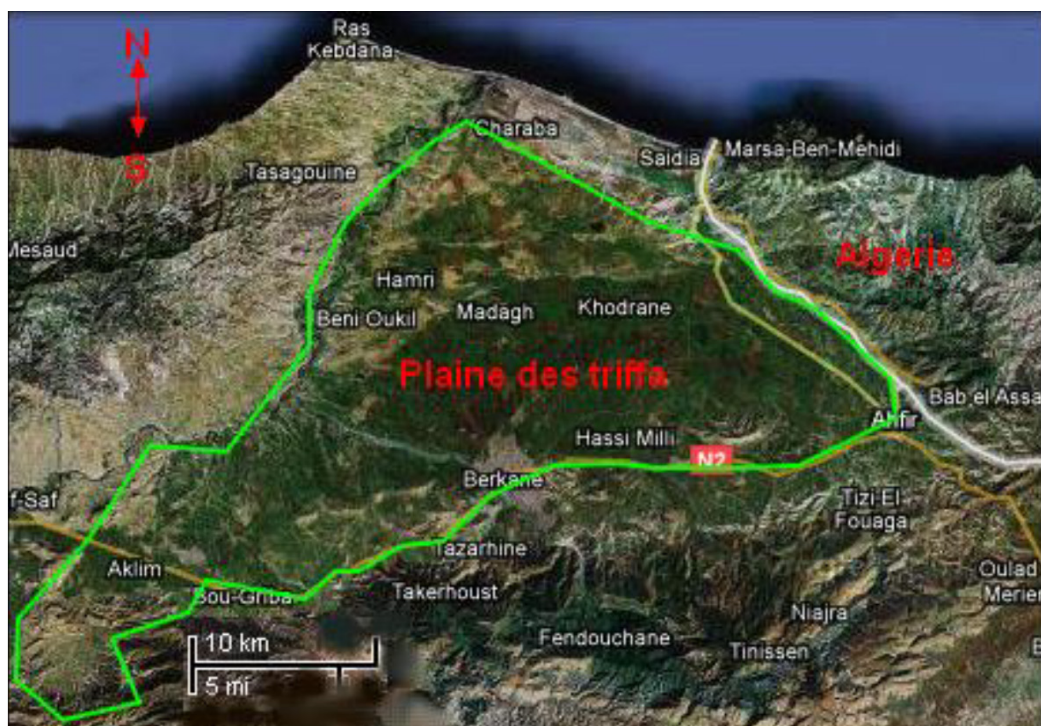 N
Ras
Kebdana
S
Charaba
Saidia
Marsa-Ben-Mehidi
Tasagouine
Mesaud
Algerie
Hamri
Beni Oukil
Madagh
Khodrane
Plaine des triffa
Bab el Assa
Ahfir
Hassi Milli
N2
Berkane
f-Saf
Tizi-El
Fouaga
Tazarhine
Aklim
Bou-Griba
Takerhoust
Oulad
Merier
Niajra
Fendouchane
Tinissen
10 km
5 mi